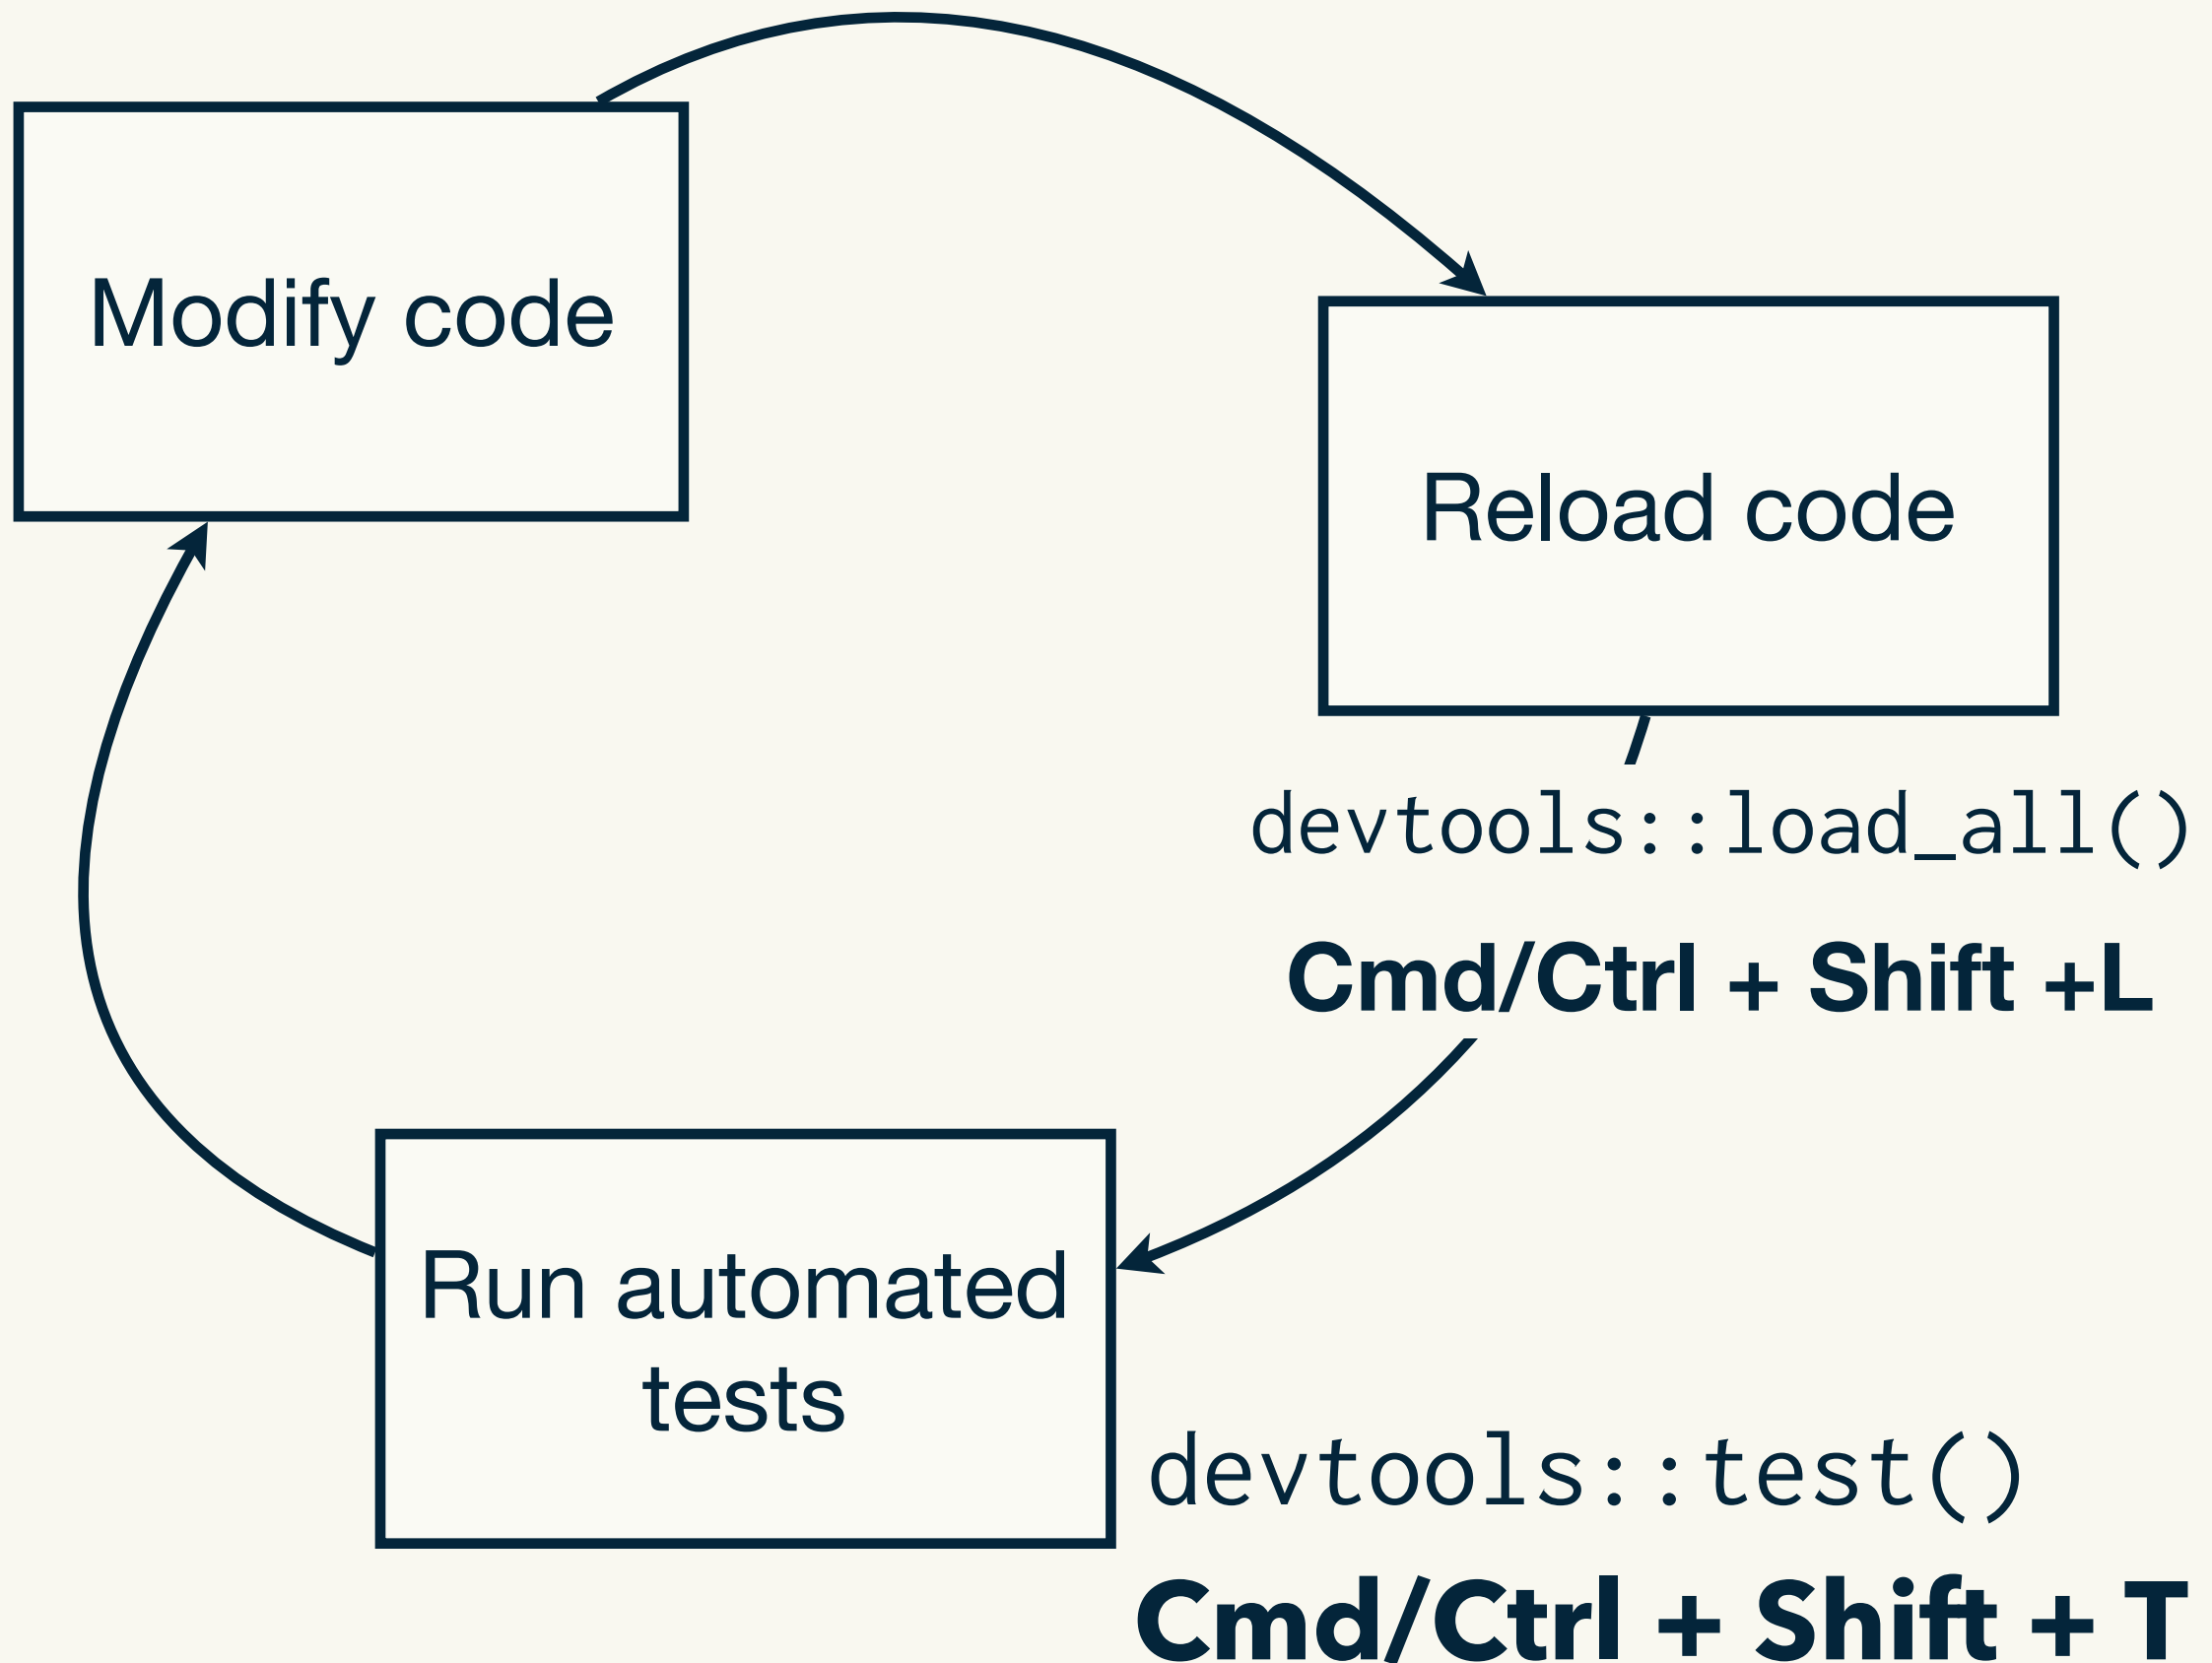 Modify code
Reload code
devtools::load_all()
Cmd/Ctrl + Shift +L
Run automated
tests
devtools::test()
Cmd/Ctrl + Shift + T